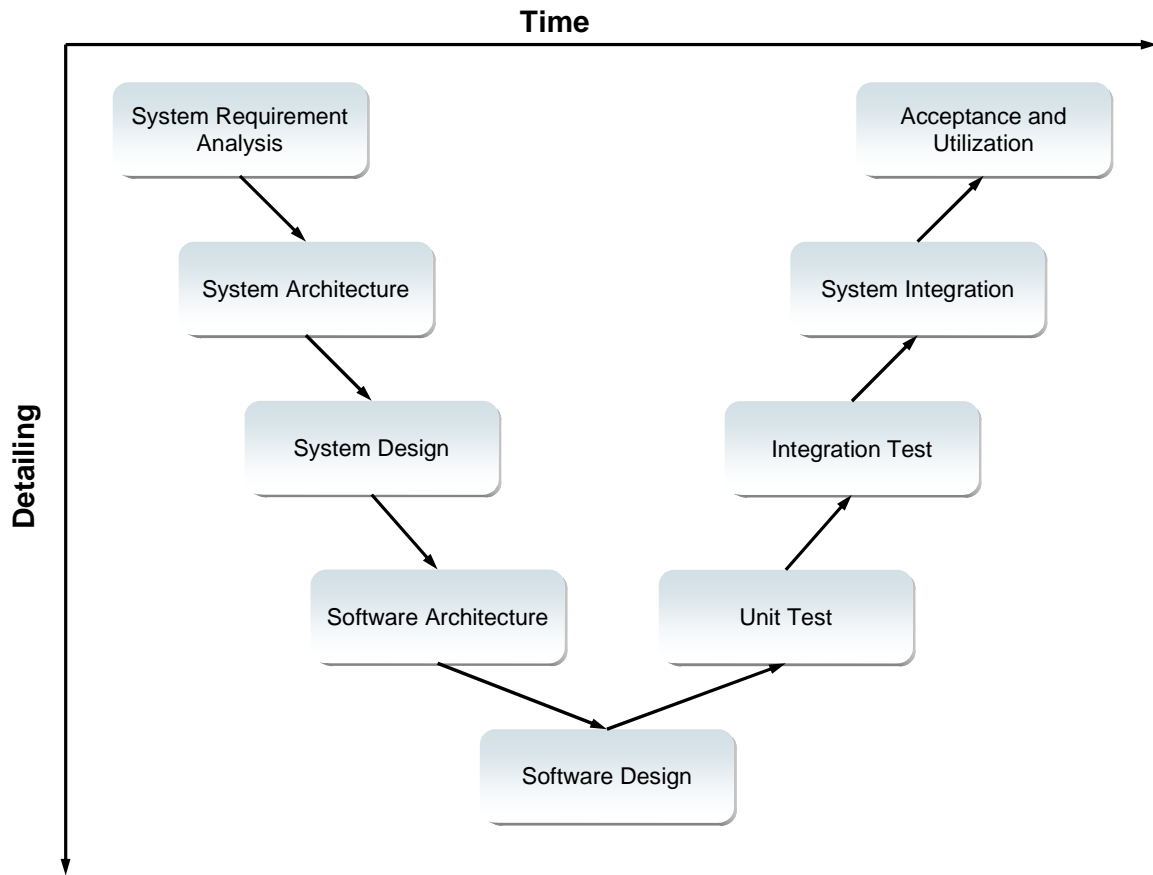 Time
System Requirement
Analysis
Acceptance and
Utilization
System Architecture
System Integration
Detailing
System Design
Integration Test
Software Architecture
Unit Test
Software Design